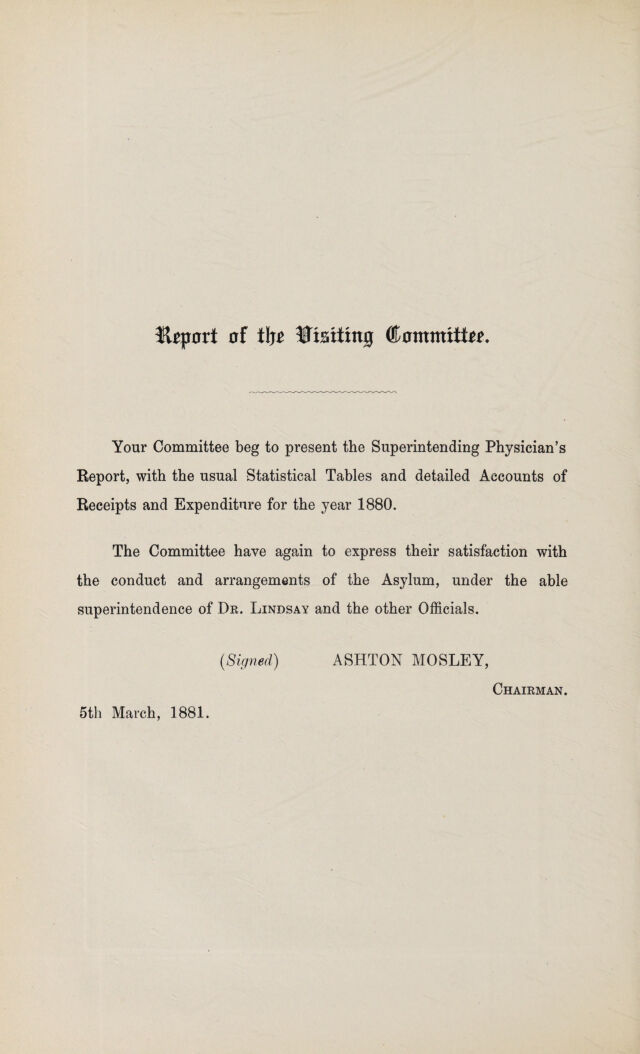 Report of the Visiting Committee.
Your Committee beg to present the Superintending Physician's
Report, with the usual Statistical Tables and detailed Accounts of
Receipts and Expenditure for the year 1880.
The Committee have again to express their satisfaction with
the conduct and arrangements of the Asylum, under the able
superintendence of DR. LINDSAY and the other Officials.
(Signed) ASHTON MOSLEY,
CHAIRMAN.
5th March, 1881.